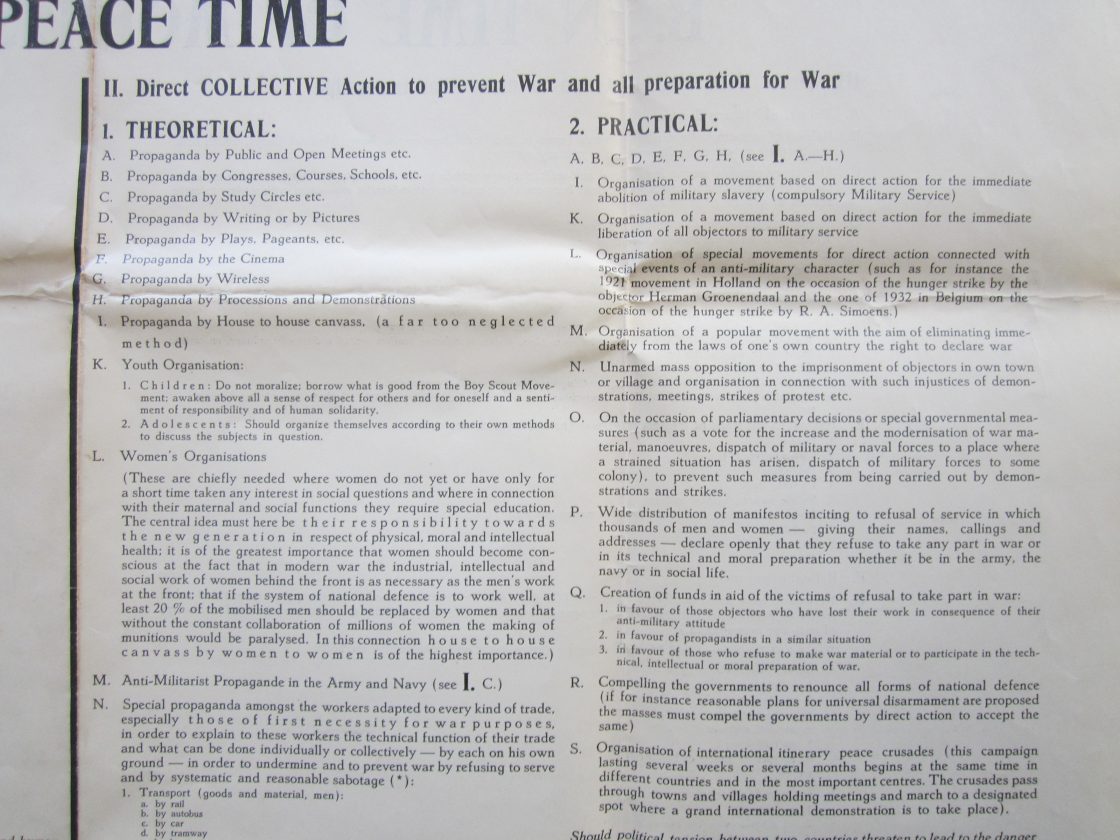 PEACE TIME
II. Direct COLLECTIVE Action to prevent War and all preparation for War
1. THEORETICAL:
A. Propaganda by Public and Open Meetings etc.
B. Propaganda by Congresses, Courses, Schools, etc.
C. Propaganda by Study Circles etc.
D. Propaganda by Writing or by Pictures
E. Propaganda by Plays, Pageants, etc.
F. Propaganda by the Cinema
G. Propaganda by Wireless
H. Propaganda by Processions and Demonstrations
I. Propaganda by House to house canvass, (a far too neglected
method)
K. Youth Organisation:
1. Children: Do not moralize; borrow what is good from the Boy Scout Move-
ment; awaken above all a sense of respect for others and for oneself and a senti-
ment of responsibility and of human solidarity.
2. Adolescents: Should organize themselves according to their own methods
to discuss the subjects in question.
L. Women's Organisations
(These are chiefly needed where women do not yet or have only for
a short time taken any interest in social questions and where in connection
with their maternal and social functions they require special education.
The central idea must here be their responsibility towards
the new generation in respect of physical, moral and intellectual
health; it is of the greatest importance that women should become con-
scious at the fact that in modern war the industrial, intellectual and
social work of women behind the front is as necessary as the men's work
at the front; that if the system of national defence is to work well, at
least 20 % of the mobilised men should be replaced by women and that
without the constant collaboration of millions of women the making of
munitions would be paralysed. In this connection house to house
canvass by women to women is of the highest importance.)
M. Anti-Militarist Propagande in the Army and Navy (see I. C.)
N. Special propaganda amongst the workers adapted to every kind of trade,
especially those of first necessity for war purposes,
in order to explain to these workers the technical function of their trade
and what can be done individually or collectively — by each on his own
ground — in order to undermine and to prevent war by refusing to serve
and by systematic and reasonable sabotage (*):
1. Transport (goods and material, men):
a. by rail
b. by autobus
c. by car
d. by tramway
2. PRACTICAL:
A, B, C, D, E, F, G, H, (see I. A.—H.)
I. Organisation of a movement based on direct action for the immediate
abolition of military slavery (compulsory Military Service)
K. Organisation of a movement based on direct action for the immediate
liberation of all objectors to military service
L. Organisation of special movements for direct action connected with
special events of an anti-military character (such as for instance the
1921 movement in Holland on the occasion of the hunger strike by the
objector Herman Groenendaal and the one of 1932 in Belgium on the
occasion of the hunger strike by R. A. Simoens.)
M. Organisation of a popular movement with the aim of eliminating imme-
diately from the laws of one's own country the right to declare war
N. Unarmed mass opposition to the imprisonment of objectors in own town
or village and organisation in connection with such injustices of demon-
strations, meetings, strikes of protest etc.
O. On the occasion of parliamentary decisions or special governmental mea-
sures (such as a vote for the increase and the modernisation of war ma-
terial, manoeuvres, dispatch of military or naval forces to a place where
a strained situation has arisen, dispatch of military forces to some
colony), to prevent such measures from being carried out by demon-
strations and strikes.
P. Wide distribution of manifestos inciting to refusal of service in which
thousands of men and women — giving their names, callings and
addresses — declare openly that they refuse to take any part in war or
in its technical and moral preparation whether it be in the army, the
navy or in social life.
Q. Creation of funds in aid of the victims of refusal to take part in war:
1. in favour of those objectors who have lost their work in consequence of their
anti-military attitude
2. in favour of propagandists in a similar situation
3. in favour of those who refuse to make war material or to participate in the tech-
nical, intellectual or moral preparation of war.
R. Compelling the governments to renounce all forms of national defence
(if for instance reasonable plans for universal disarmament are proposed
the masses must compel the governments by direct action to accept the
same)
S. Organisation of international itinerary peace crusades (this campaign
lasting several weeks or several months begins at the same time in
different countries and in the most important centres. The crusades pass
through towns and villages holding meetings and march to a designated
spot where a grand international demonstration is to take place).
Should political tension between two countries threaten to lead to the danger